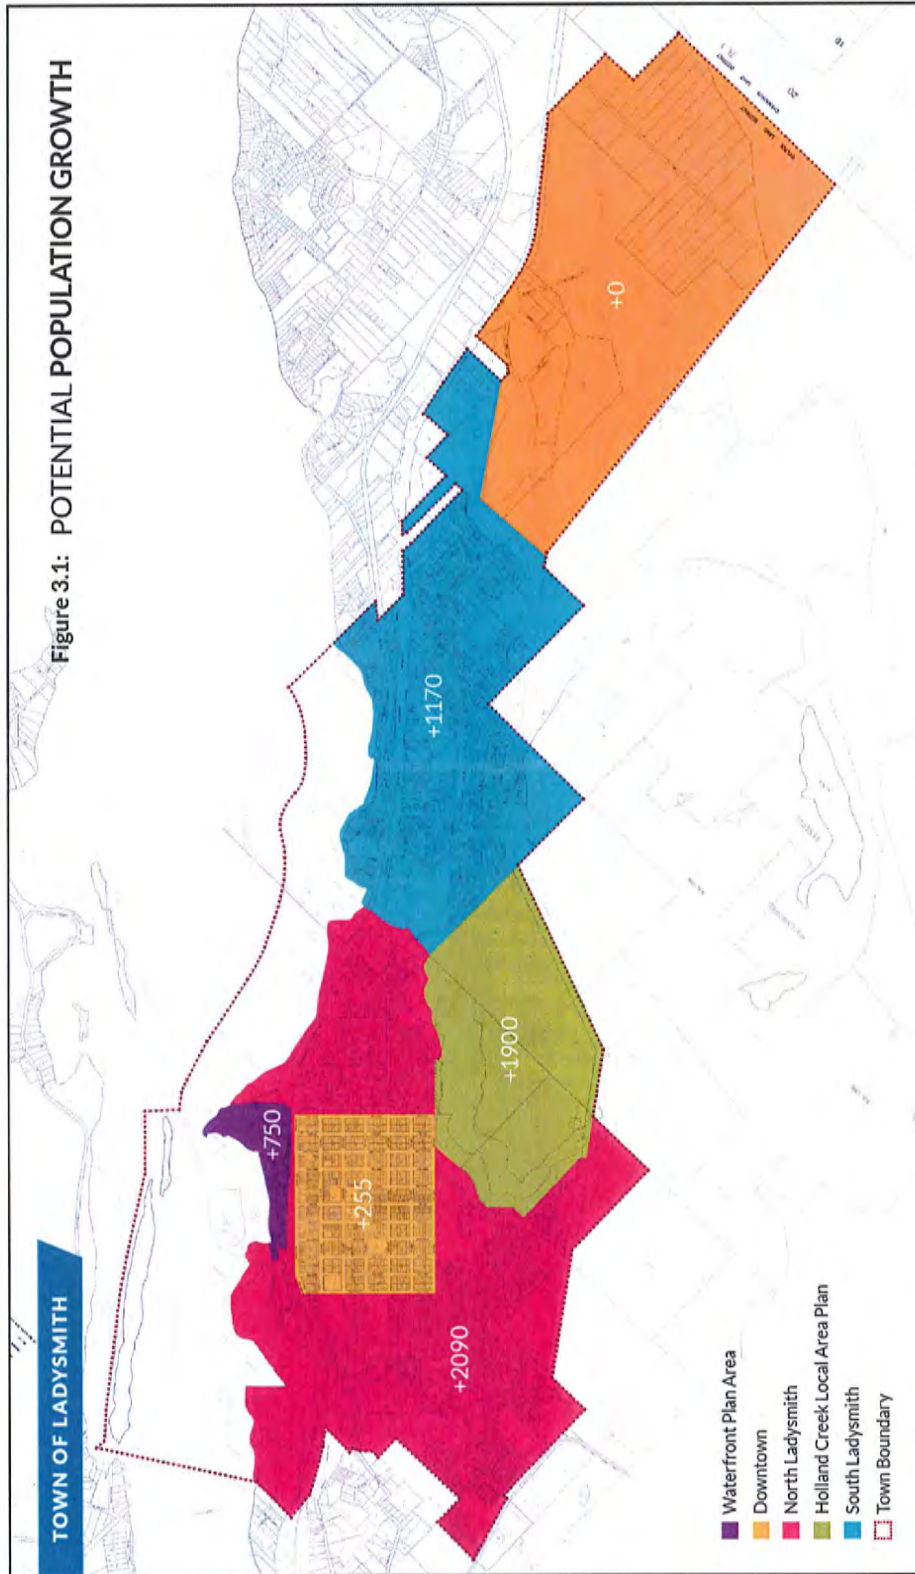 TOWN OF LADYSMITH
Figure 3.1: POTENTIAL POPULATION GROWTH
+750
+255
+2090
+1900
+1170
+0
Waterfront Plan Area
Downtown
North Ladysmith
Holland Creek Local Area Plan
South Ladysmith
Town Boundary
20